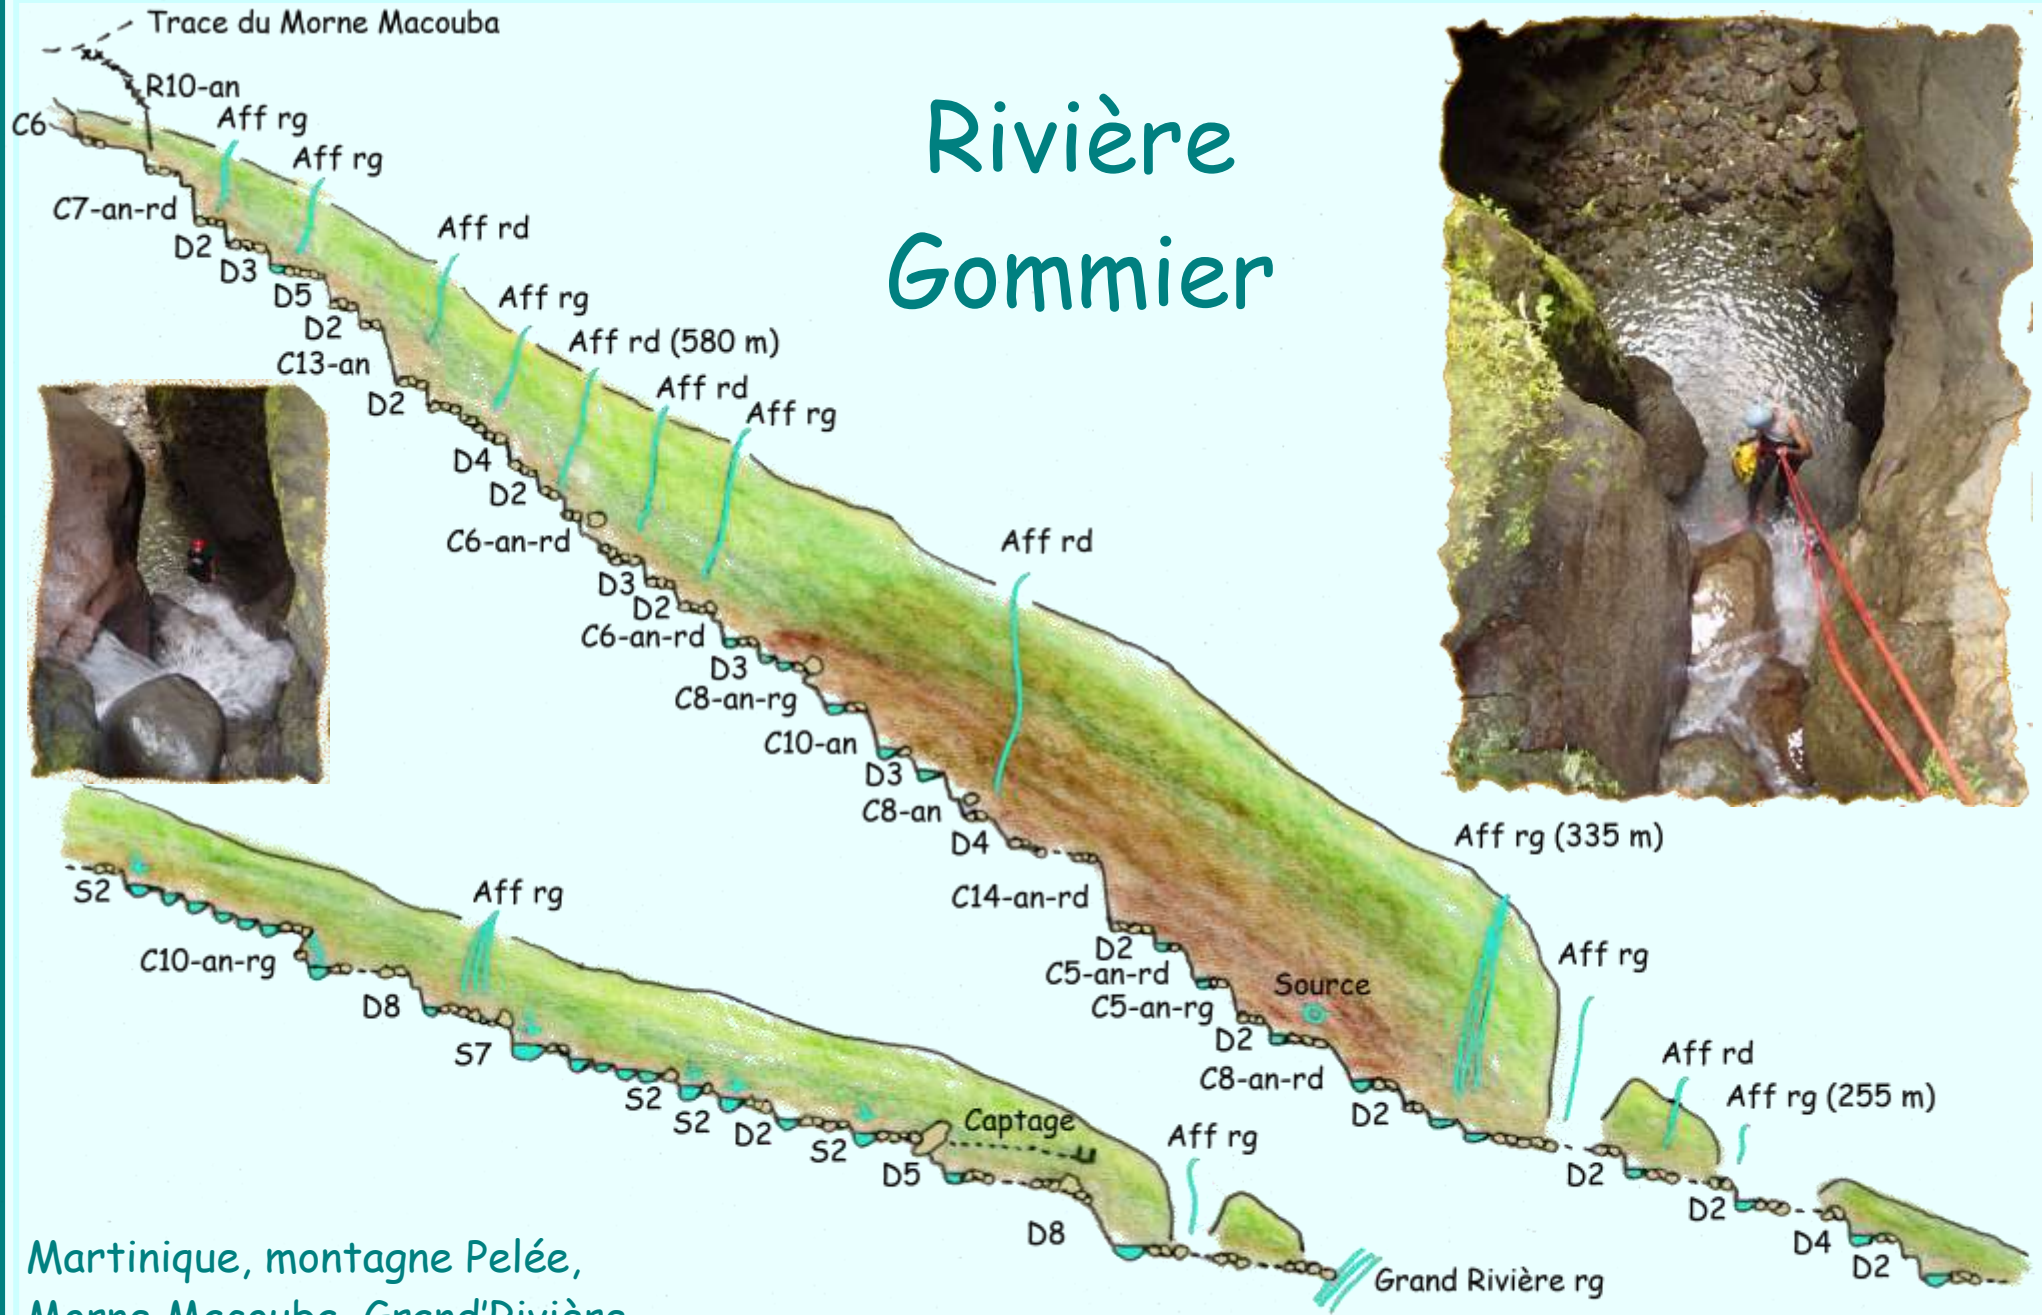 Trace du Morne Macouba
Rivière
Gommier
R10-an
C6
Aff rg
Aff rg
C7-an-rd
D2
D3
D5
D2
C13-an
D2
Aff rd
Aff rg
Aff rd (580 m)
Aff rd
Aff rg
D4
D2
C6-an-rd
D3
D2
C6-an-rd
D3
C8-an-rg
C10-an
D3
C8-an
D4
Aff rd
C14-an-rd
D2
C5-an-rd
C5-an-rg
D2
Source
C8-an-rd
D2
Aff rg (335 m)
Aff rg
Aff rd
Aff rg (255 m)
D2
D2
D4
D2
S2
C10-an-rg
D8
Aff rg
S7
S2
S2
D2
S2
D5
Captage
D8
Aff rg
Grand Rivière rg
Martinique, montagne Pelée,
Morne Macouba, Grand'Rivière